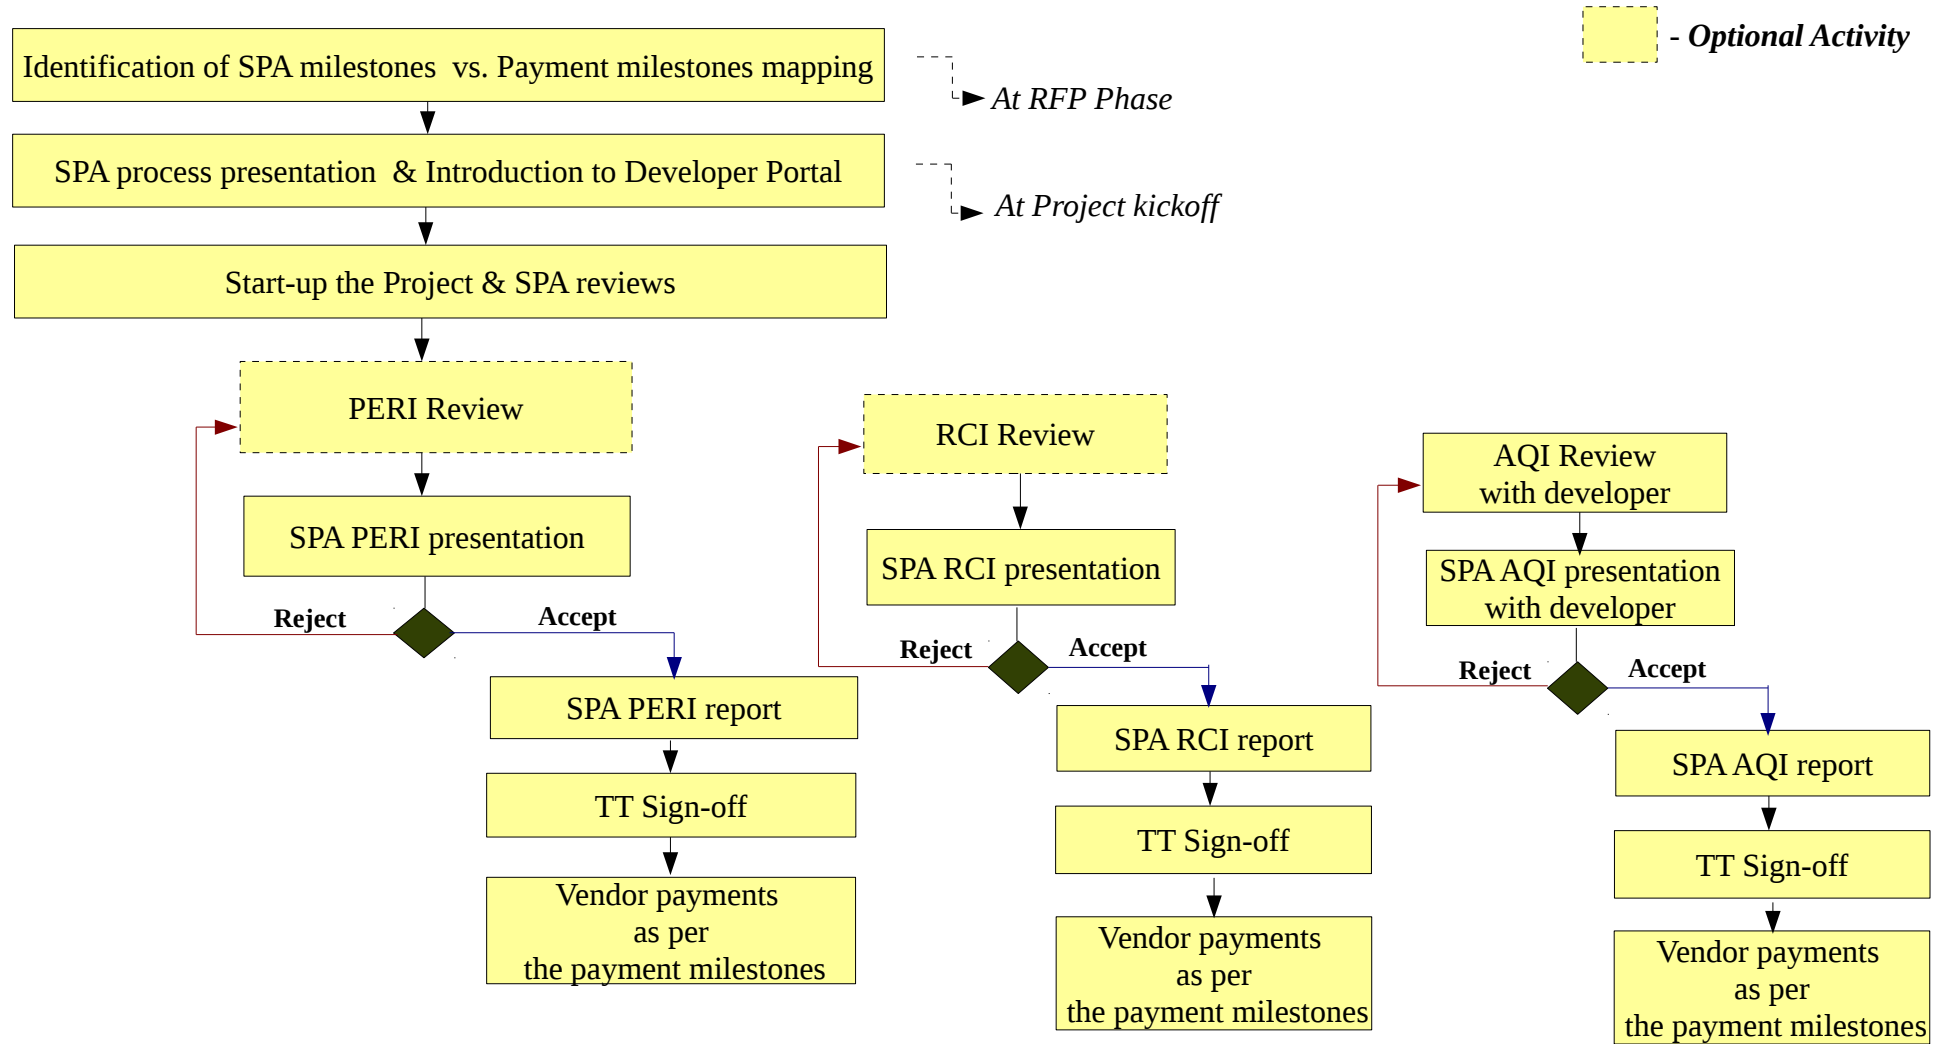 - Optional Activity
Identification of SPA milestones vs. Payment milestones mapping
At RFP Phase
SPA process presentation & Introduction to Developer Portal
At Project kickoff
Start-up the Project & SPA reviews
PERI Review
SPA PERI presentation
Reject
Accept
SPA PERI report
TT Sign-off
Vendor payments
as per
the payment milestones
RCI Review
SPA RCI presentation
Reject
Accept
SPA RCI report
TT Sign-off
Vendor payments
as per
the payment milestones
AQI Review
with developer
SPA AQI presentation
with developer
Reject
Accept
SPA AQI report
TT Sign-off
Vendor payments
as per
the payment milestones